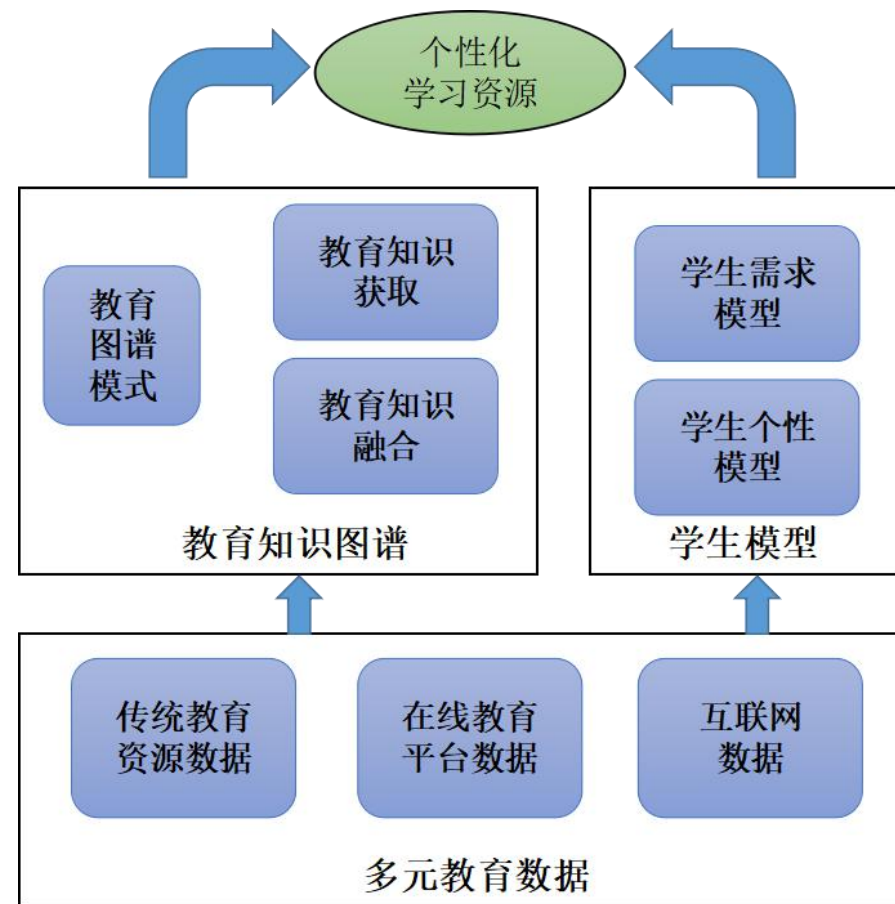 个性化
学习资源
教育
图谱
模式
教育知识
获取
教育知识
融合
教育知识图谱
学生需求
模型
学生个性
模型
学生模型
传统教育
资源数据
在线教育
平台数据
互联网
数据
多元教育数据